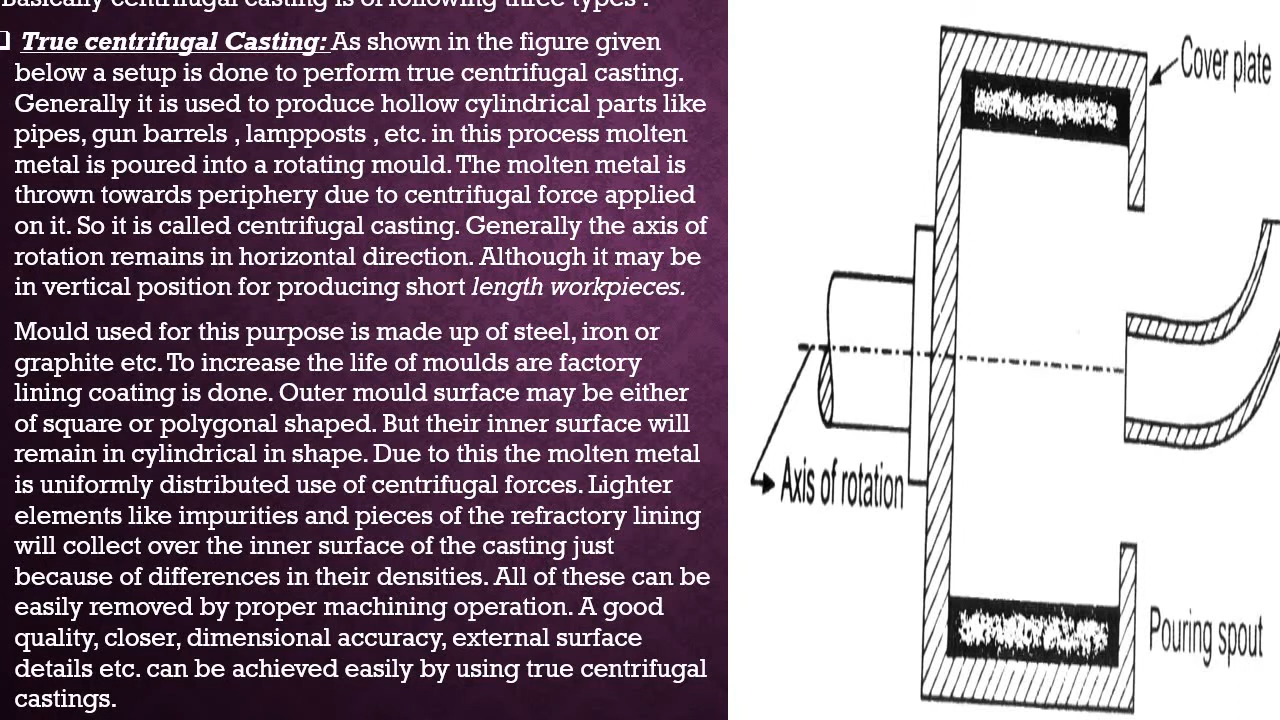 Basically centrifugal casting is of following three types :
True centrifugal Casting: As shown in the figure given
below a setup is done to perform true centrifugal casting.
Generally it is used to produce hollow cylindrical parts like
pipes, gun barrels , lampposts , etc. in this process molten
metal is poured into a rotating mould. The molten metal is
thrown towards periphery due to centrifugal force applied
on it. So it is called centrifugal casting. Generally the axis of
rotation remains in horizontal direction. Although it may be
in vertical position for producing short length workpieces.
Mould used for this purpose is made up of steel, iron or
graphite etc. To increase the life of moulds are factory
lining coating is done. Outer mould surface may be either
of square or polygonal shaped. But their inner surface will
remain in cylindrical in shape. Due to this the molten metal
is uniformly distributed use of centrifugal forces. Lighter
elements like impurities and pieces of the refractory lining
will collect over the inner surface of the casting just
because of differences in their densities. All of these can be
easily removed by proper machining operation. A good
quality, closer, dimensional accuracy, external surface
details etc. can be achieved easily by using true centrifugal
castings.
Cover plate
Axis of rotation
Pouring spout